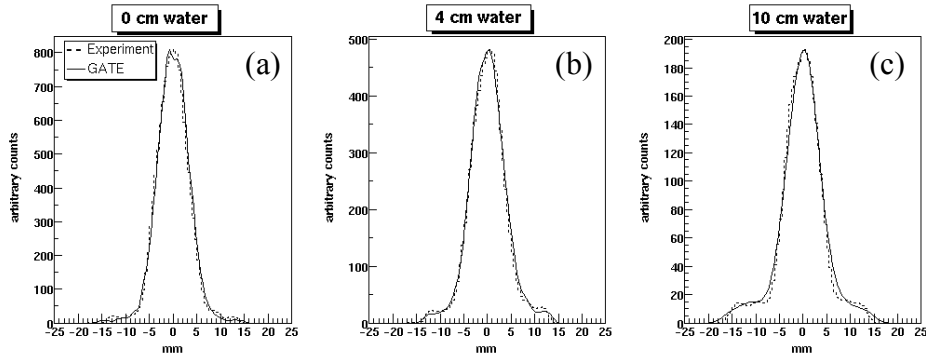 0 cm water
4 cm water
10 cm water
Experiment
GATE
(a)
(b)
(c)
arbitrary counts
800
700
600
500
400
300
200
100
0
-25 -20 -15 -10 -5 0 5 10 15 20 25
mm
arbitrary counts
500
400
300
200
100
0
-25 -20 -15 -10 -5 0 5 10 15 20 25
mm
arbitrary counts
200
180
160
140
120
100
80
60
40
20
0
-25 -20 -15 -10 -5 0 5 10 15 20 25
mm